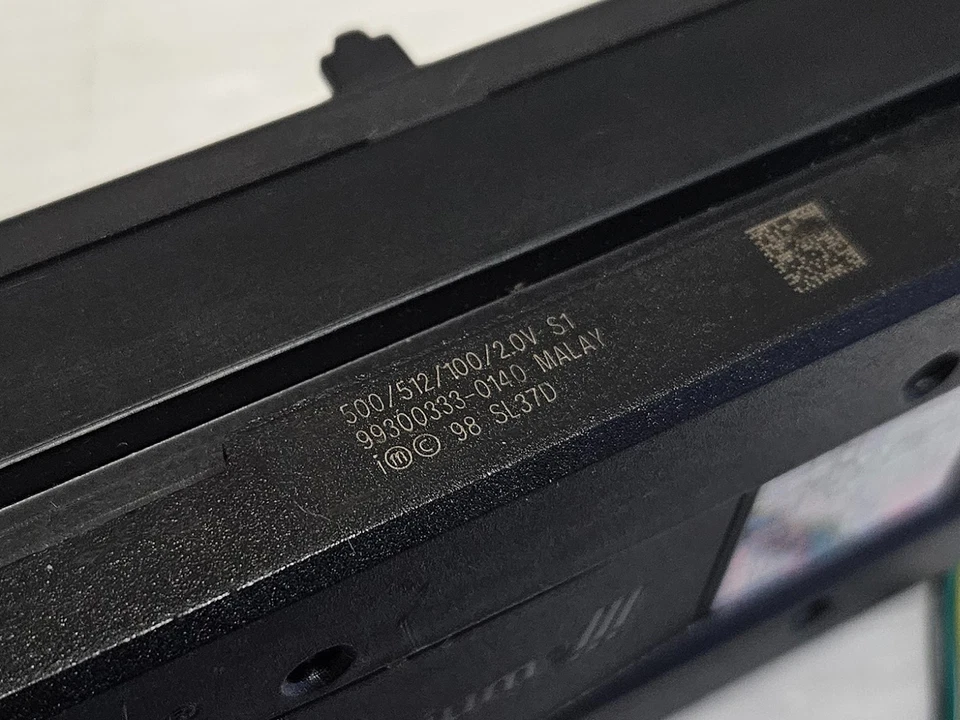 500/512/100/2.0V S1
99300333-0140 MALAY
i ⓜ © 98 SL37D